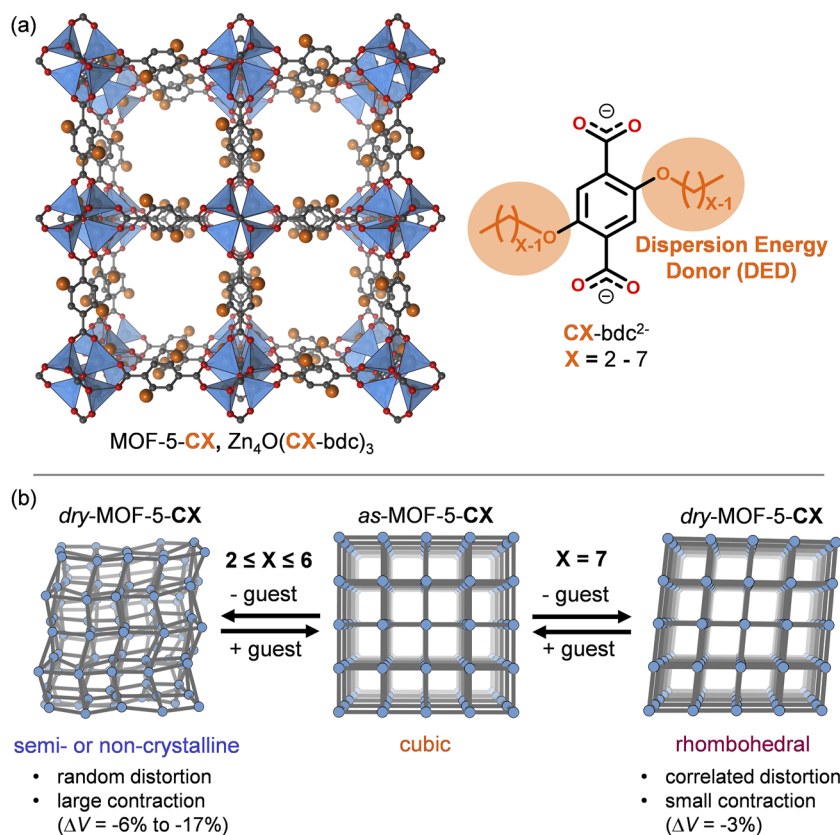 (a)
O O
⊖
O
X-1
X-1
O
Dispersion Energy
Donor (DED)
O O
⊖
CX-bdc²⁻
X = 2 - 7
MOF-5-CX, Zn₄O(CX-bdc)₃
(b)
dry-MOF-5-CX
as-MOF-5-CX
dry-MOF-5-CX
2 ≤ X ≤ 6
- guest
+ guest
X = 7
- guest
+ guest
semi- or non-crystalline
• random distortion
• large contraction
(ΔV = -6% to -17%)
cubic
rhombohedral
• correlated distortion
• small contraction
(ΔV = -3%)